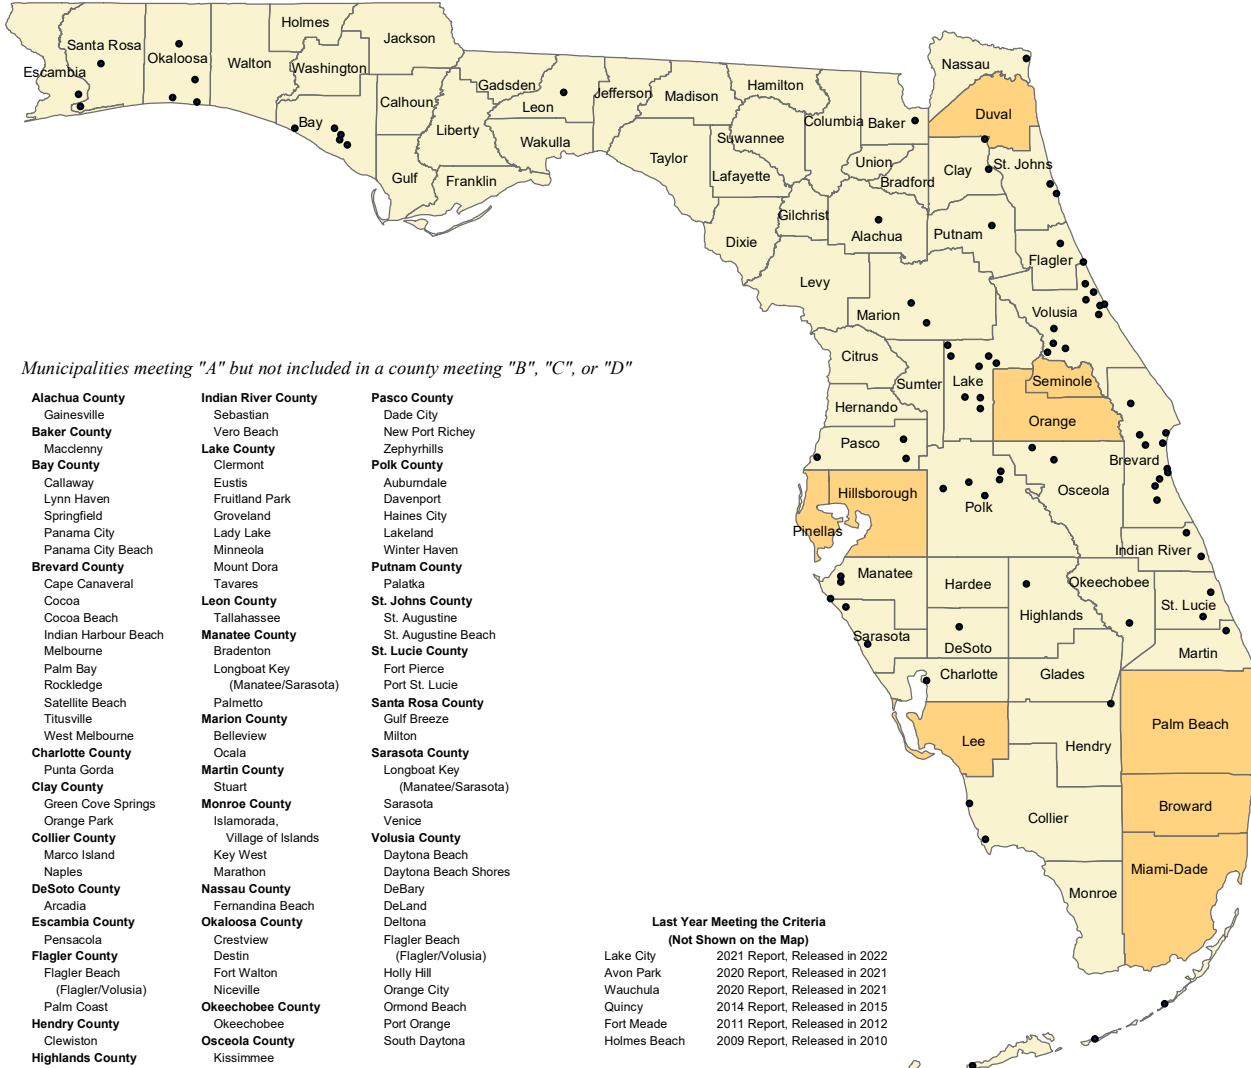 Holmes
Jackson
Santa Rosa
Okaloosa
Walton
Washington
Escambia
Nassau
Gadsden
Hamilton
Jefferson
Madison
Calhoun
Leon
Duval
Bay
Columbia
Baker
Liberty
Suwannee
Wakulla
Taylor
Union
St. Johns
Clay
Lafayette
Gulf
Franklin
Bradford
Gilchrist
Alachua
Putnam
Dixie
Flagler
Levy
Marion
Volusia
Citrus
Sumter
Lake
Seminole
Hernando
Orange
Pasco
Brevard
Osceola
Hillsborough
Polk
Pinellas
Indian River
Manatee
Hardee
Okeechobee
Highlands
St. Lucie
Sarasota
DeSoto
Martin
Charlotte
Glades
Palm Beach
Lee
Hendry
Broward
Collier
Miami-Dade
Monroe
Municipalities meeting "A" but not included in a county meeting "B", "C", or "D"
Alachua County
Gainesville
Baker County
Macclenny
Bay County
Callaway
Lynn Haven
Springfield
Panama City
Panama City Beach
Brevard County
Cape Canaveral
Cocoa
Cocoa Beach
Indian Harbour Beach
Melbourne
Palm Bay
Rockledge
Satellite Beach
Titusville
West Melbourne
Charlotte County
Punta Gorda
Clay County
Green Cove Springs
Orange Park
Collier County
Marco Island
Naples
DeSoto County
Arcadia
Escambia County
Pensacola
Flagler County
Flagler Beach
(Flagler/Volusia)
Palm Coast
Hendry County
Clewiston
Highlands County
Indian River County
Sebastian
Vero Beach
Lake County
Clermont
Eustis
Fruitland Park
Groveland
Lady Lake
Minneola
Mount Dora
Tavares
Leon County
Tallahassee
Manatee County
Bradenton
Longboat Key
(Manatee/Sarasota)
Palmetto
Marion County
Belleview
Ocala
Martin County
Stuart
Monroe County
Islamorada,
Village of Islands
Key West
Marathon
Nassau County
Fernandina Beach
Okaloosa County
Crestview
Destin
Fort Walton
Niceville
Okeechobee County
Okeechobee
Osceola County
Kissimmee
Pasco County
Dade City
New Port Richey
Zephyrhills
Polk County
Auburndale
Davenport
Haines City
Lakeland
Winter Haven
Putnam County
Palatka
St. Johns County
St. Augustine
St. Augustine Beach
St. Lucie County
Fort Pierce
Port St. Lucie
Santa Rosa County
Gulf Breeze
Milton
Sarasota County
Longboat Key
(Manatee/Sarasota)
Sarasota
Venice
Volusia County
Daytona Beach
Daytona Beach Shores
DeBary
DeLand
Deltona
Flagler Beach
(Flagler/Volusia)
Holly Hill
Orange City
Ormond Beach
Port Orange
South Daytona
Last Year Meeting the Criteria
(Not Shown on the Map)
Lake City 2021 Report, Released in 2022
Avon Park 2020 Report, Released in 2021
Wauchula 2020 Report, Released in 2021
Quincy 2014 Report, Released in 2015
Fort Meade 2011 Report, Released in 2012
Holmes Beach 2009 Report, Released in 2010